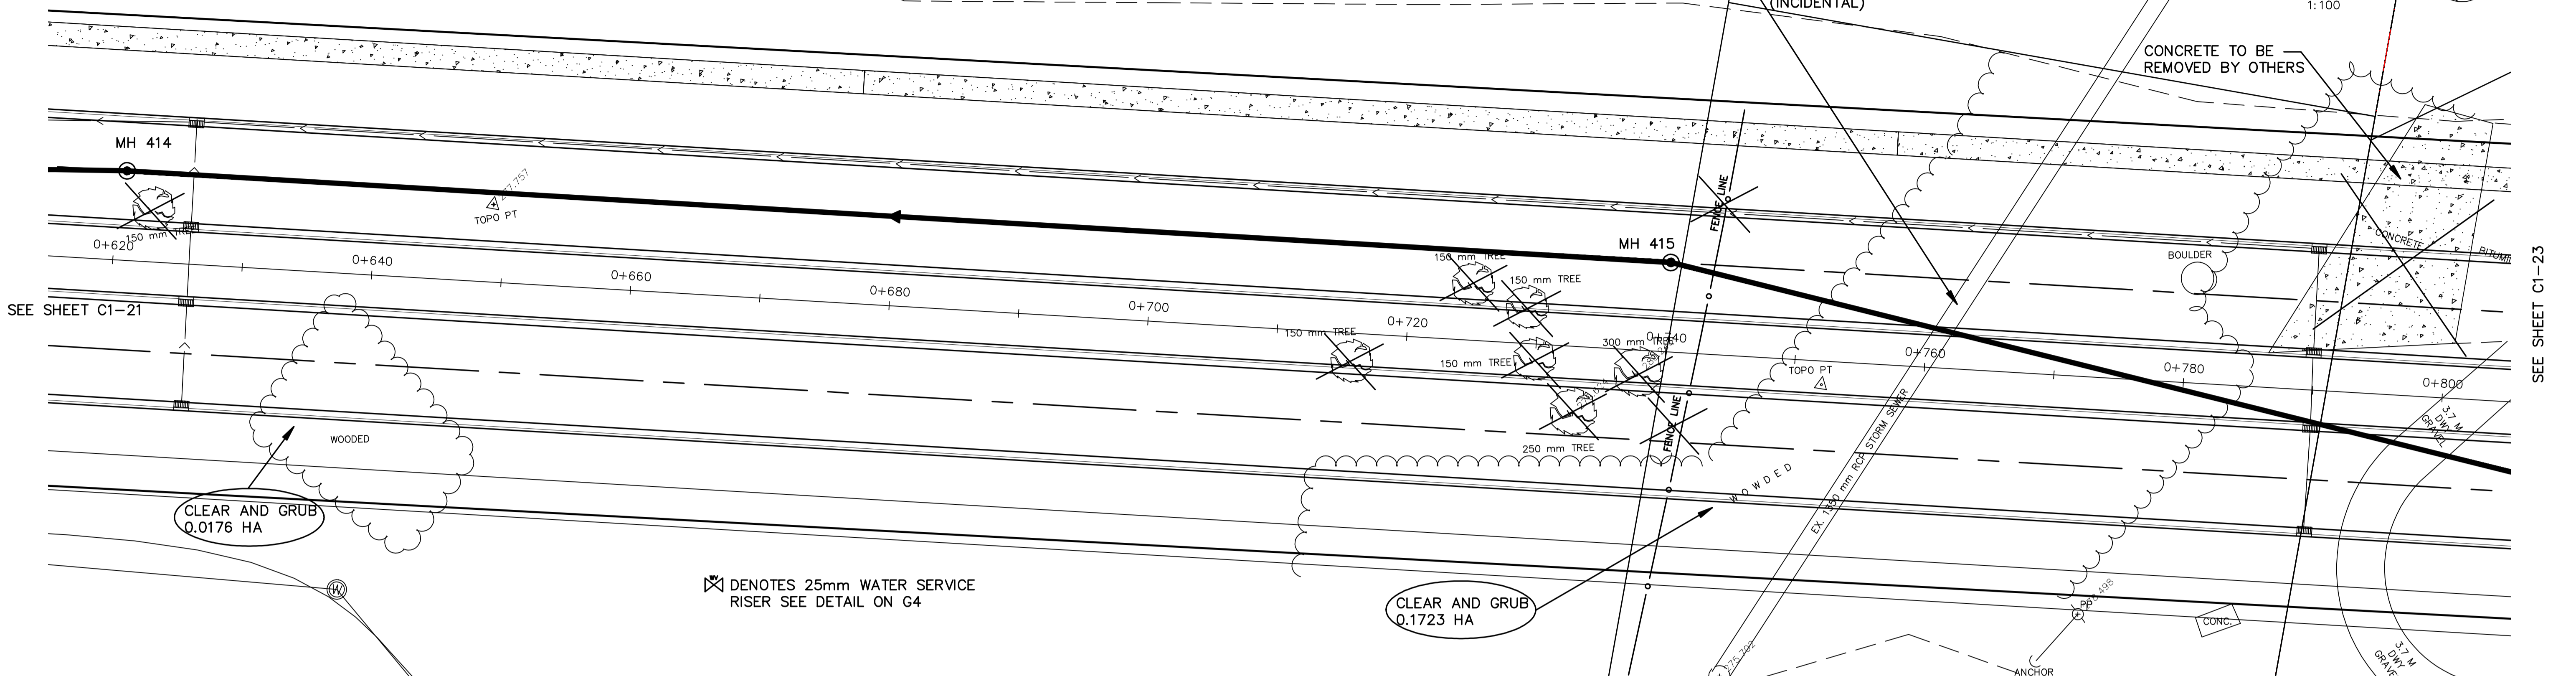 (INCIDENTAL)
1:100
CONCRETE TO BE
REMOVED BY OTHERS
MH 414
TOPO PT
150 mm TREE
0+620
0+640
0+660
0+680
0+700
0+720
0+740
0+760
0+780
0+800
SEE SHEET C1-21
SEE SHEET C1-23
MH 415
FENCE LINE
150 mm TREE
150 mm TREE
150 mm TREE
150 mm TREE
300 mm TREE
250 mm TREE
FENCE LINE
TOPO PT
BOULDER
CONCRETE
WOODED
CLEAR AND GRUB
0.0176 HA
W
WV
DENOTES 25mm WATER SERVICE
RISER SEE DETAIL ON G4
CLEAR AND GRUB
0.1723 HA
WOWDED
EX. 1350 mm RCP STORM SEWER
275.702
3.7 M
DWY
GRAVEL
CONC.
PP
ANCHOR
3.7 M
DWY